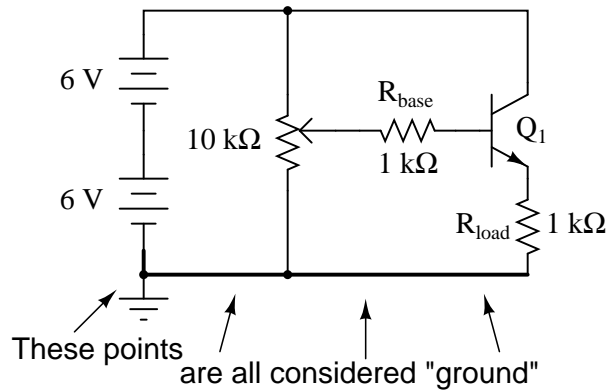 6 V
R_base
Q_1
10 kΩ
1 kΩ
6 V
R_load 1 kΩ
These points
are all considered "ground"